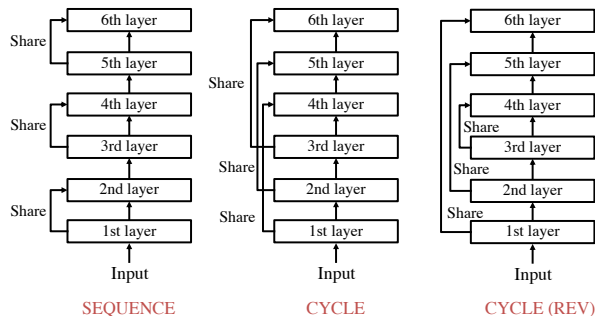 6th layer
Share
5th layer
4th layer
Share
3rd layer
2nd layer
Share
1st layer
Input
SEQUENCE
6th layer
Share
5th layer
4th layer
3rd layer
Share
2nd layer
Share
1st layer
Input
CYCLE
6th layer
5th layer
4th layer
Share
3rd layer
Share
2nd layer
Share
1st layer
Input
CYCLE (REV)